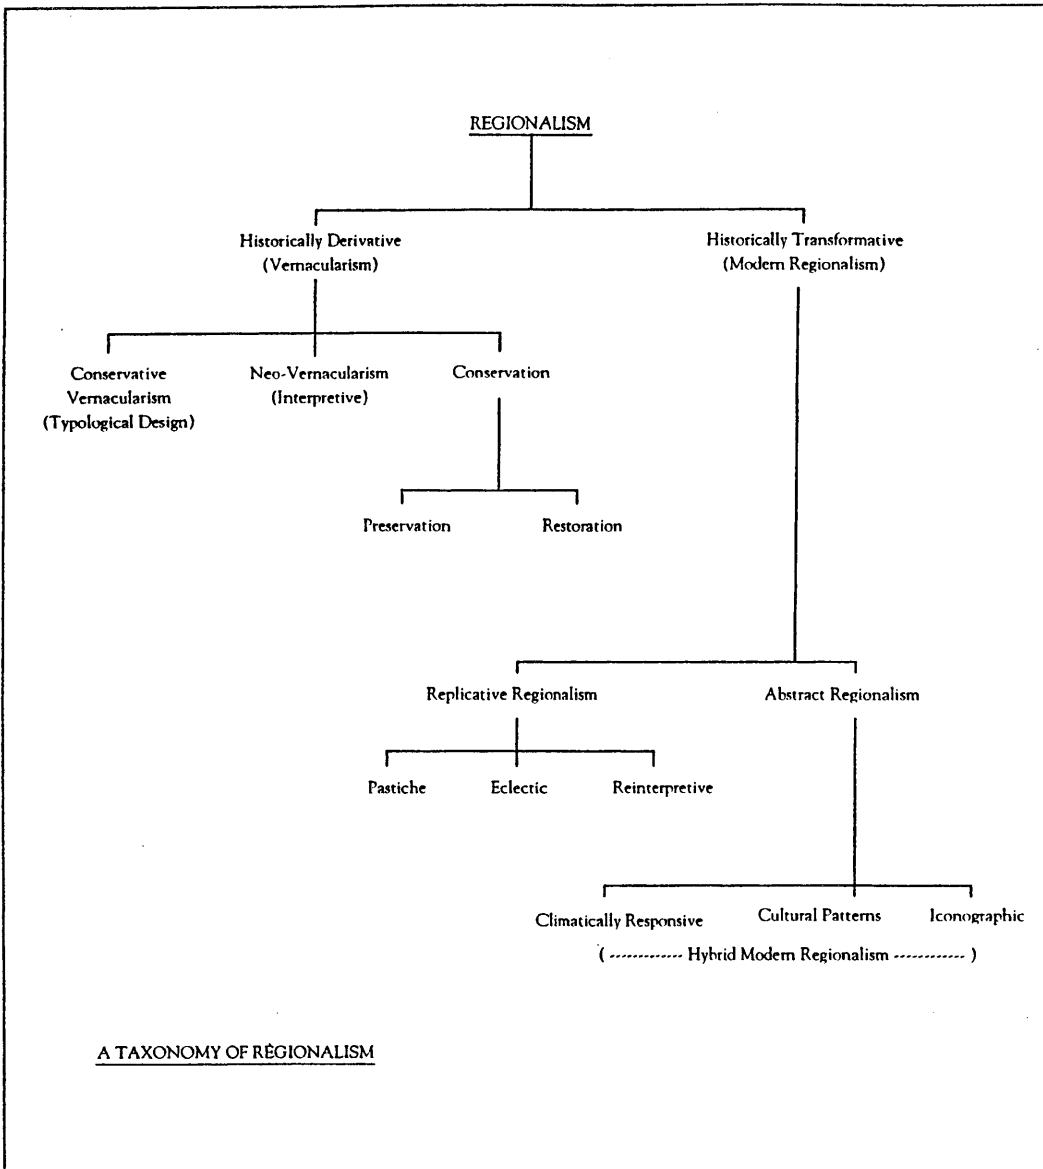 REGIONALISM
Historically Derivative
(Vernacularism)
Historically Transformative
(Modern Regionalism)
Conservative
Vernacularism
(Typological Design)
Neo-Vernacularism
(Interpretive)
Conservation
Preservation
Restoration
Replicative Regionalism
Abstract Regionalism
Pastiche
Eclectic
Reinterpretive
Climatically Responsive
Cultural Patterns
Iconographic
( ------------- Hybrid Modern Regionalism ------------ )
A TAXONOMY OF REGIONALISM